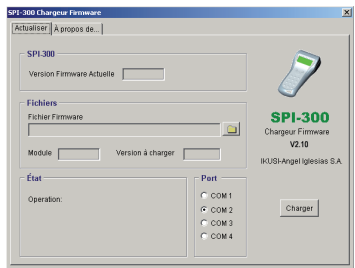 SPI-300 Chargeur Firmware
Actualiser
À propos de...
SPI-300
Version Firmware Actuelle
Fichiers
Fichier Firmware
Module
Version á charger
État
Operation:
Port
COM 1
COM 2
COM 3
COM 4
SPI-300
Chargeur Firmware
V2.10
IKUSI-Angel Iglesias S.A.
Charger